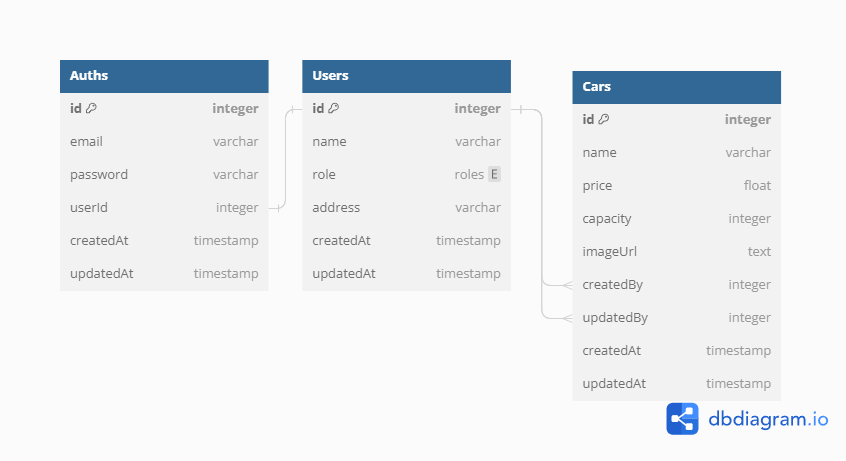 Auths
id integer
email varchar
password varchar
userId integer
createdAt timestamp
updatedAt timestamp
Users
id integer
name varchar
role roles E
address varchar
createdAt timestamp
updatedAt timestamp
Cars
id integer
name varchar
price float
capacity integer
imageUrl text
createdBy integer
updatedBy integer
createdAt timestamp
updatedAt timestamp
dbdiagram.io